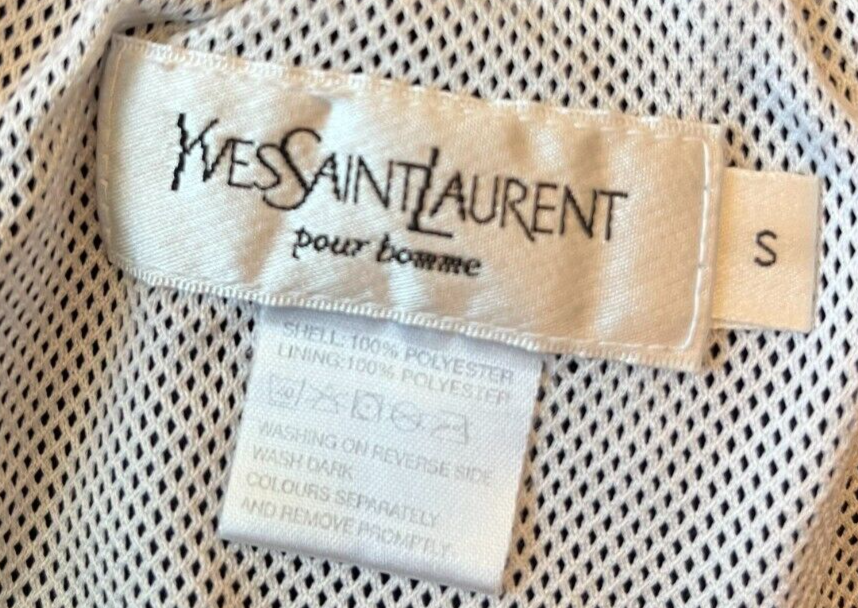 YVESSAINTLAURENT
pour homme
S
SHELL:100% POLYESTER
LINING:100% POLYESTER
WASHING ON REVERSE SIDE
WASH DARK
COLOURS SEPARATELY
AND REMOVE PROMPTLY.